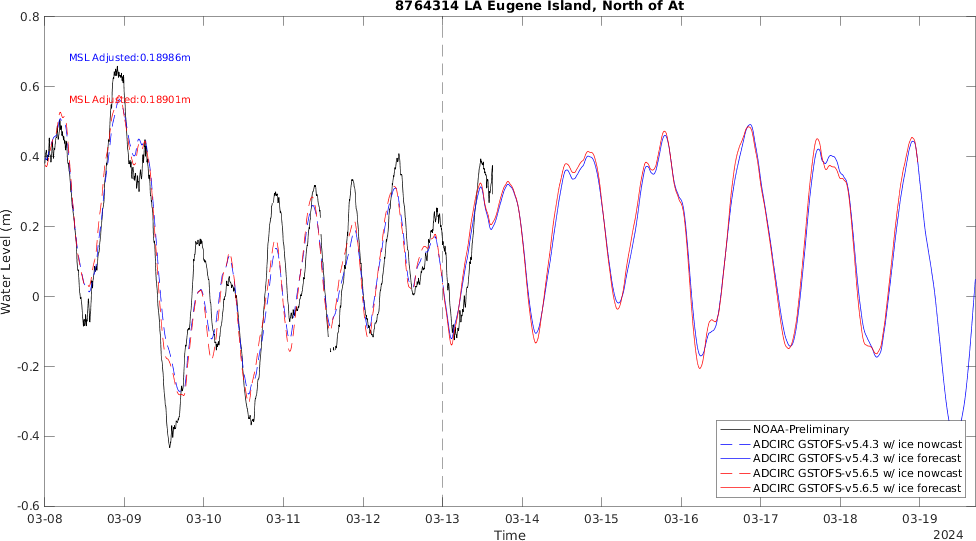 8764314 LA Eugene Island, North of At
MSL Adjusted:0.18986m
MSL Adjusted:0.18901m
Water Level (m)
0.8
0.6
0.4
0.2
0
-0.2
-0.4
-0.6
NOAA-Preliminary
ADCIRC GSTOFS-v5.4.3 w/ ice nowcast
ADCIRC GSTOFS-v5.4.3 w/ ice forecast
ADCIRC GSTOFS-v5.6.5 w/ ice nowcast
ADCIRC GSTOFS-v5.6.5 w/ ice forecast
03-08 03-09 03-10 03-11 03-12 03-13 03-14 03-15 03-16 03-17 03-18 03-19
Time
2024